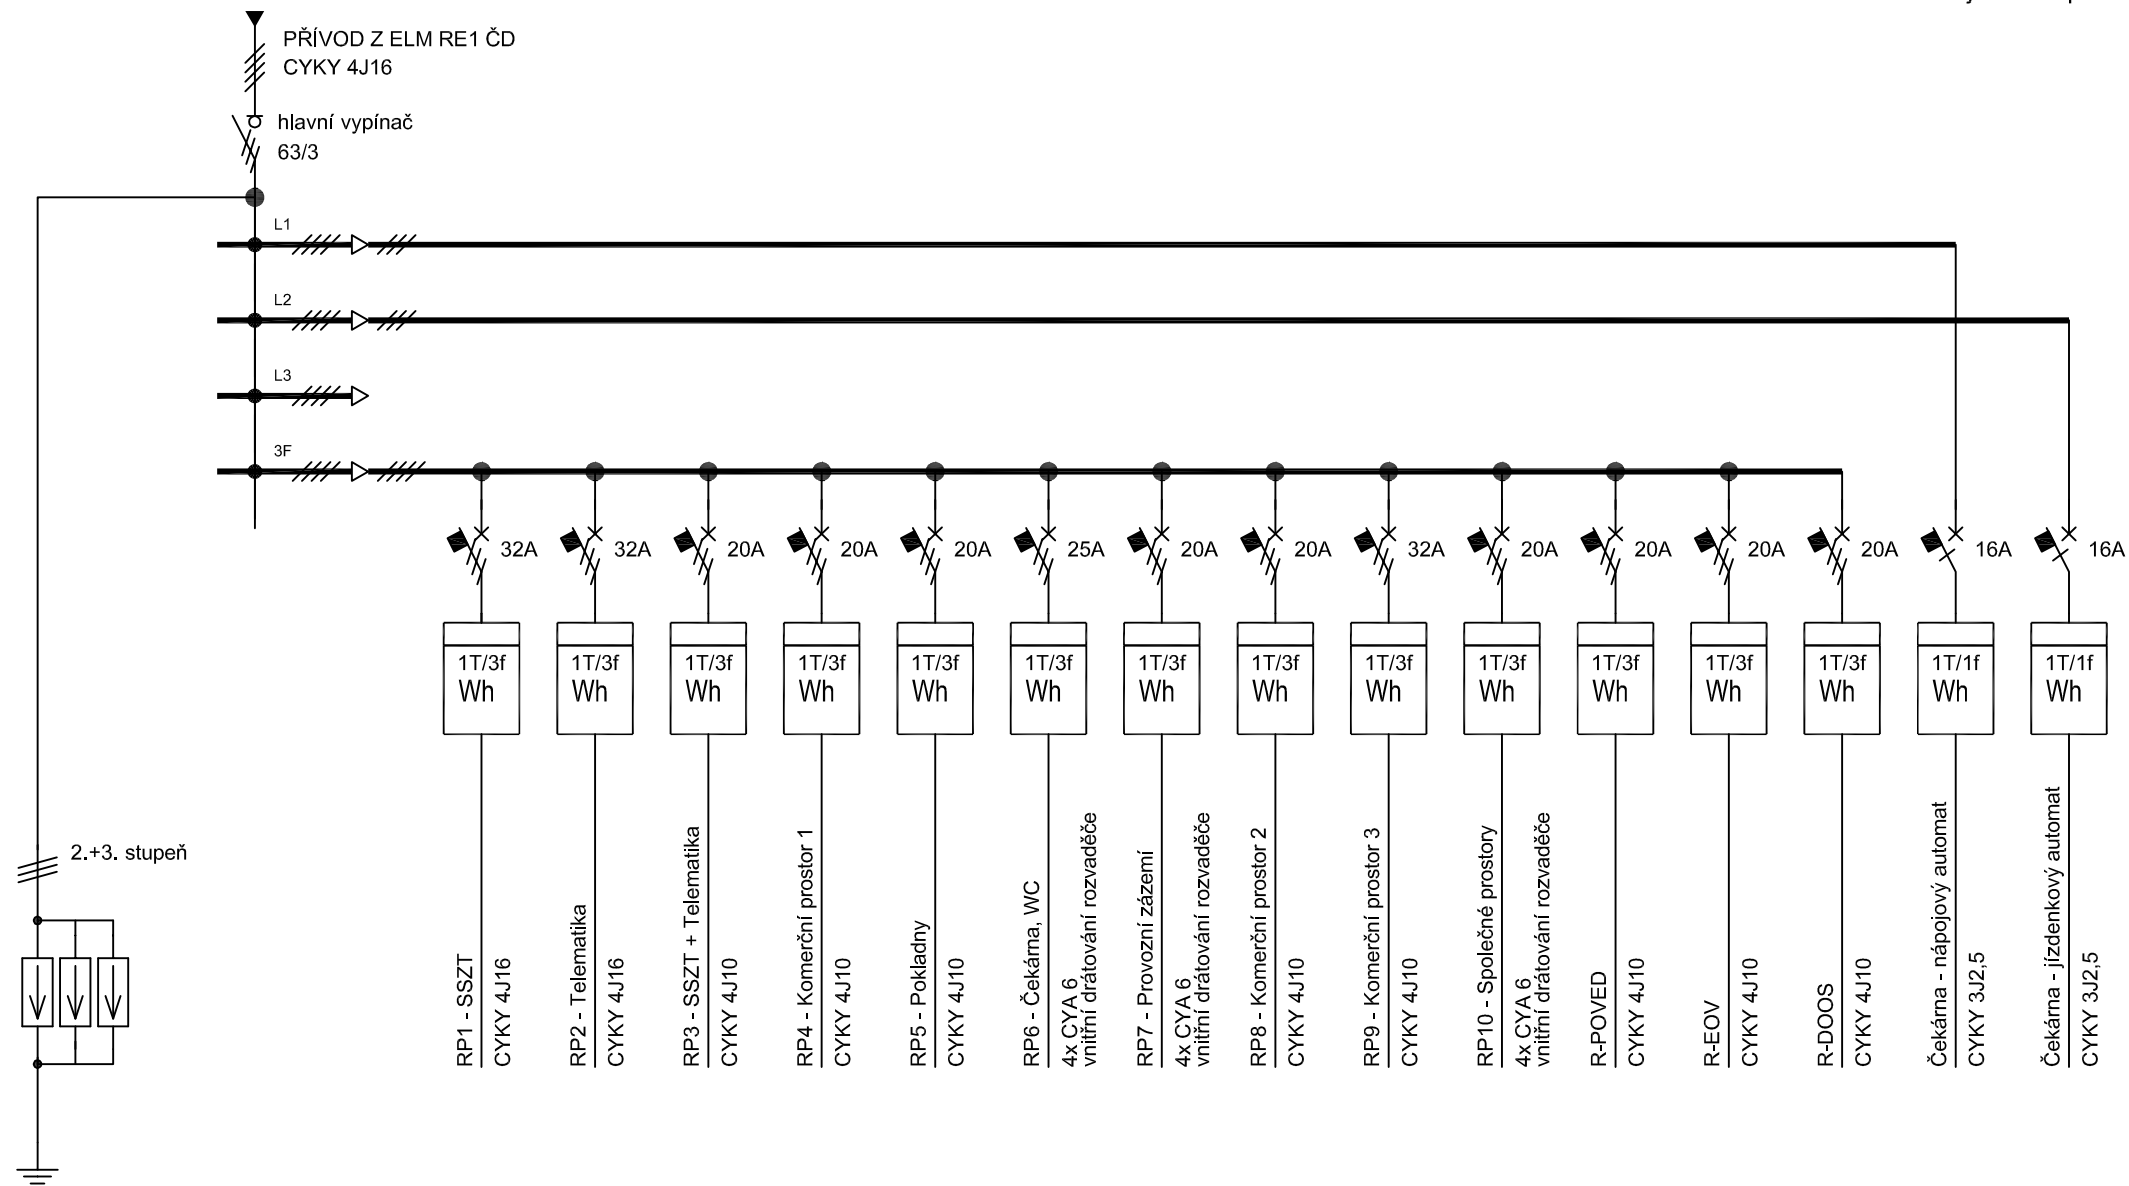 PŘÍVOD Z ELM RE1 ČD
CYKY 4J16
hlavní vypínač
63/3
L1
L2
L3
3F
32A
32A
20A
20A
20A
25A
20A
20A
32A
20A
20A
20A
20A
16A
16A
1T/3f
Wh
1T/3f
Wh
1T/3f
Wh
1T/3f
Wh
1T/3f
Wh
1T/3f
Wh
1T/3f
Wh
1T/3f
Wh
1T/3f
Wh
1T/3f
Wh
1T/3f
Wh
1T/3f
Wh
1T/3f
Wh
1T/1f
Wh
1T/1f
Wh
2.+3. stupeň
RP1 - SSZT
CYKY 4J16
RP2 - Telematika
CYKY 4J16
RP3 - SSZT + Telematika
CYKY 4J10
RP4 - Komerční prostor 1
CYKY 4J10
RP5 - Pokladny
CYKY 4J10
RP6 - Čekárna, WC
4x CYA 6
vnitřní drátování rozvaděče
RP7 - Provozní zázemí
4x CYA 6
vnitřní drátování rozvaděče
RP8 - Komerční prostor 2
CYKY 4J10
RP9 - Komerční prostor 3
CYKY 4J10
RP10 - Společné prostory
4x CYA 6
vnitřní drátování rozvaděče
R-POVED
CYKY 4J10
R-EOV
CYKY 4J10
R-DOOS
CYKY 4J10
Čekárna - nápojový automat
CYKY 3J2,5
Čekárna - jízdenkový automat
CYKY 3J2,5